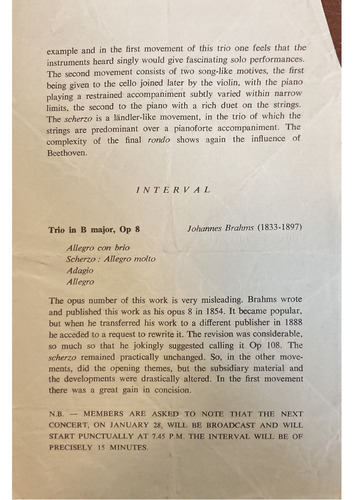 example and in the first movement of this trio one feels that the
instruments heard singly would give fascinating solo performances.
The second movement consists of two song-like motives, the first
being given to the cello joined later by the violin, with the piano
playing a restrained accompaniment subtly varied within narrow
limits, the second to the piano with a rich duet on the strings.
The scherzo is a ländler-like movement, in the trio of which the
strings are predominant over a pianoforte accompaniment. The
complexity of the final rondo shows again the influence of
Beethoven.
INTERVAL
Trio in B major, Op 8 Johannes Brahms (1833-1897)
Allegro con brio
Scherzo : Allegro molto
Adagio
Allegro
The opus number of this work is very misleading. Brahms wrote
and published this work as his opus 8 in 1854. It became popular,
but when he transferred his work to a different publisher in 1888
he acceded to a request to rewrite it. The revision was considerable,
so much so that he jokingly suggested calling it Op 108. The
scherzo remained practically unchanged. So, in the other move-
ments, did the opening themes, but the subsidiary material and
the developments were drastically altered. In the first movement
there was a great gain in concision.
N.B. — MEMBERS ARE ASKED TO NOTE THAT THE NEXT
CONCERT, ON JANUARY 28, WILL BE BROADCAST AND WILL
START PUNCTUALLY AT 7.45 P.M. THE INTERVAL WILL BE OF
PRECISELY 15 MINUTES.